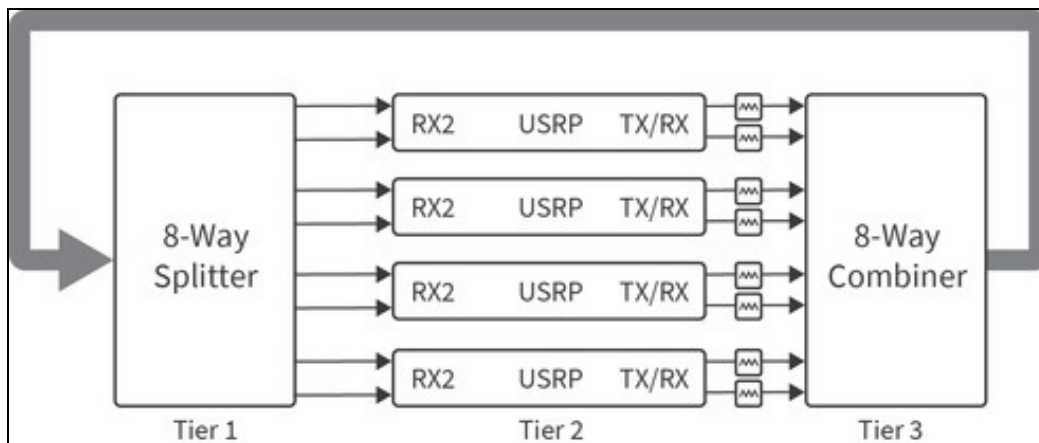 8-Way
Splitter
RX2 USRP TX/RX
RX2 USRP TX/RX
RX2 USRP TX/RX
RX2 USRP TX/RX
8-Way
Combiner
Tier 1 Tier 2 Tier 3